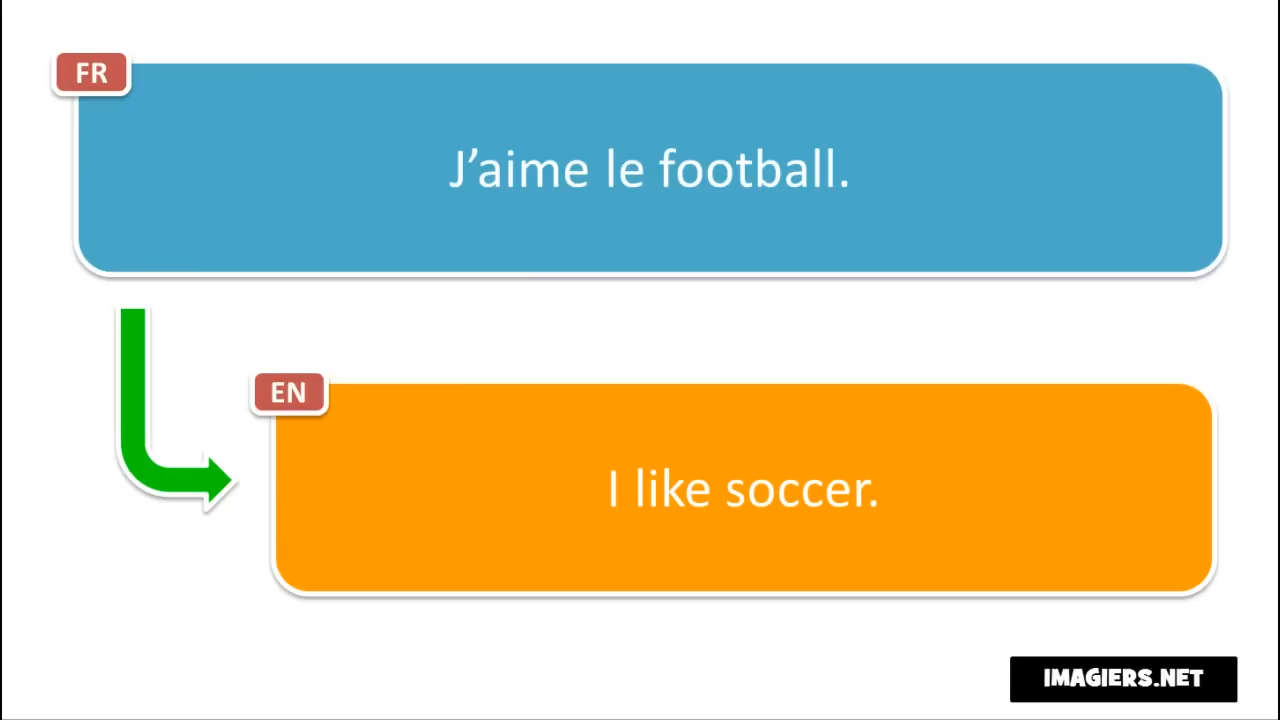 FR
J’aime le football.
EN
I like soccer.
IMAGIERS.NET